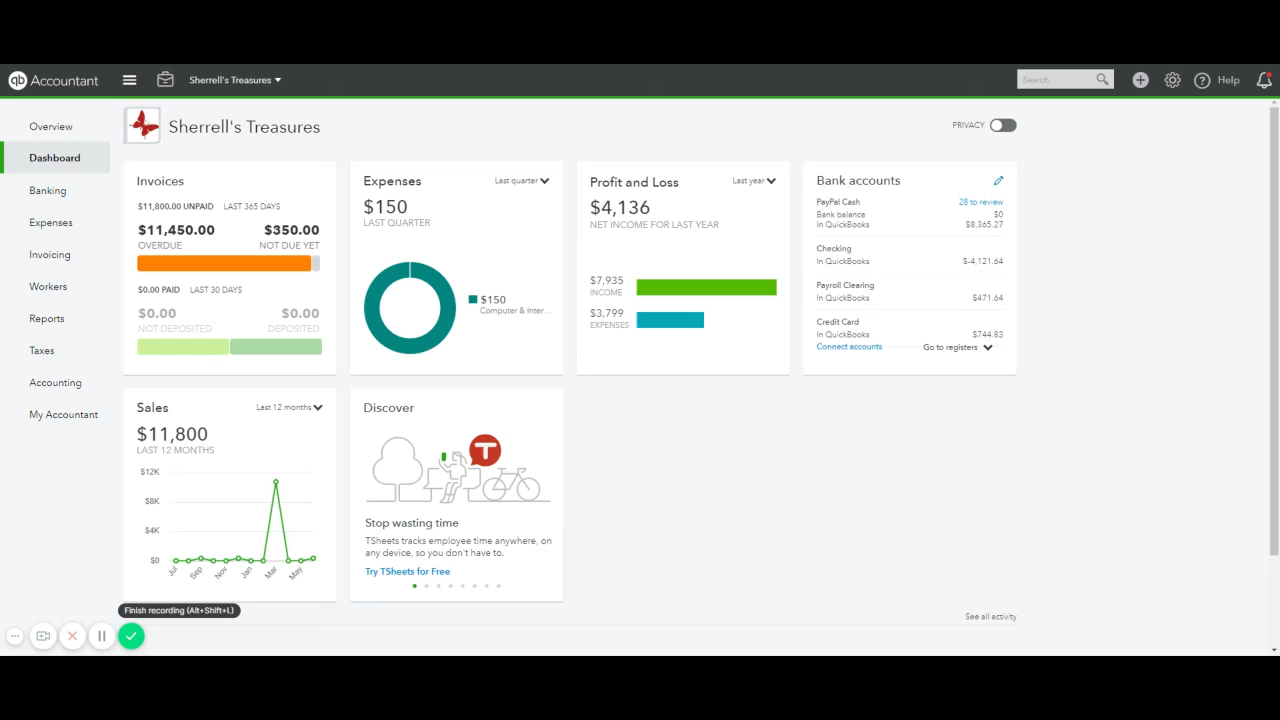 qb Accountant
Sherrell's Treasures
Search
Help
Overview
Dashboard
Banking
Expenses
Invoicing
Workers
Reports
Taxes
Accounting
My Accountant
Sherrell's Treasures
PRIVACY
Invoices
$11,800.00 UNPAID LAST 365 DAYS
$11,450.00 $350.00
OVERDUE NOT DUE YET
$0.00 PAID LAST 30 DAYS
$0.00 $0.00
NOT DEPOSITED DEPOSITED
Expenses Last quarter
$150
LAST QUARTER
$150
Computer & Inter...
Profit and Loss Last year
$4,136
NET INCOME FOR LAST YEAR
$7,935
INCOME
$3,799
EXPENSES
Bank accounts
PayPal Cash 28 to review
Bank balance $0
In QuickBooks $8,365.27
Checking
In QuickBooks $-4,121.64
Payroll Clearing
In QuickBooks $471.64
Credit Card
In QuickBooks $744.83
Connect accounts Go to registers
Sales Last 12 months
$11,800
LAST 12 MONTHS
$12K
$8K
$4K
$0
Jul Sep Nov Jan Mar May
Discover
T
Stop wasting time
TSheets tracks employee time anywhere, on
any device, so you don't have to.
Try TSheets for Free
See all activity
Finish recording (Alt+Shift+L)